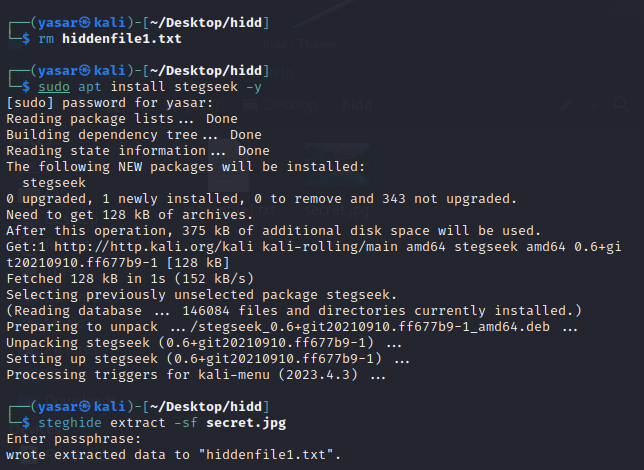 ┌──(yasar㉿kali)-[~/Desktop/hidd]
└─$ rm hiddenfile1.txt
┌──(yasar㉿kali)-[~/Desktop/hidd]
└─$ sudo apt install stegseek -y
[sudo] password for yasar:
Reading package lists... Done
Building dependency tree... Done
Reading state information... Done
The following NEW packages will be installed:
  stegseek
0 upgraded, 1 newly installed, 0 to remove and 343 not upgraded.
Need to get 128 kB of archives.
After this operation, 375 kB of additional disk space will be used.
Get:1 http://http.kali.org/kali kali-rolling/main amd64 stegseek amd64 0.6+gi
t20210910.ff677b9-1 [128 kB]
Fetched 128 kB in 1s (152 kB/s)
Selecting previously unselected package stegseek.
(Reading database ... 146084 files and directories currently installed.)
Preparing to unpack .../stegseek_0.6+git20210910.ff677b9-1_amd64.deb ...
Unpacking stegseek (0.6+git20210910.ff677b9-1) ...
Setting up stegseek (0.6+git20210910.ff677b9-1) ...
Processing triggers for kali-menu (2023.4.3) ...
┌──(yasar㉿kali)-[~/Desktop/hidd]
└─$ steghide extract -sf secret.jpg
Enter passphrase:
wrote extracted data to "hiddenfile1.txt".